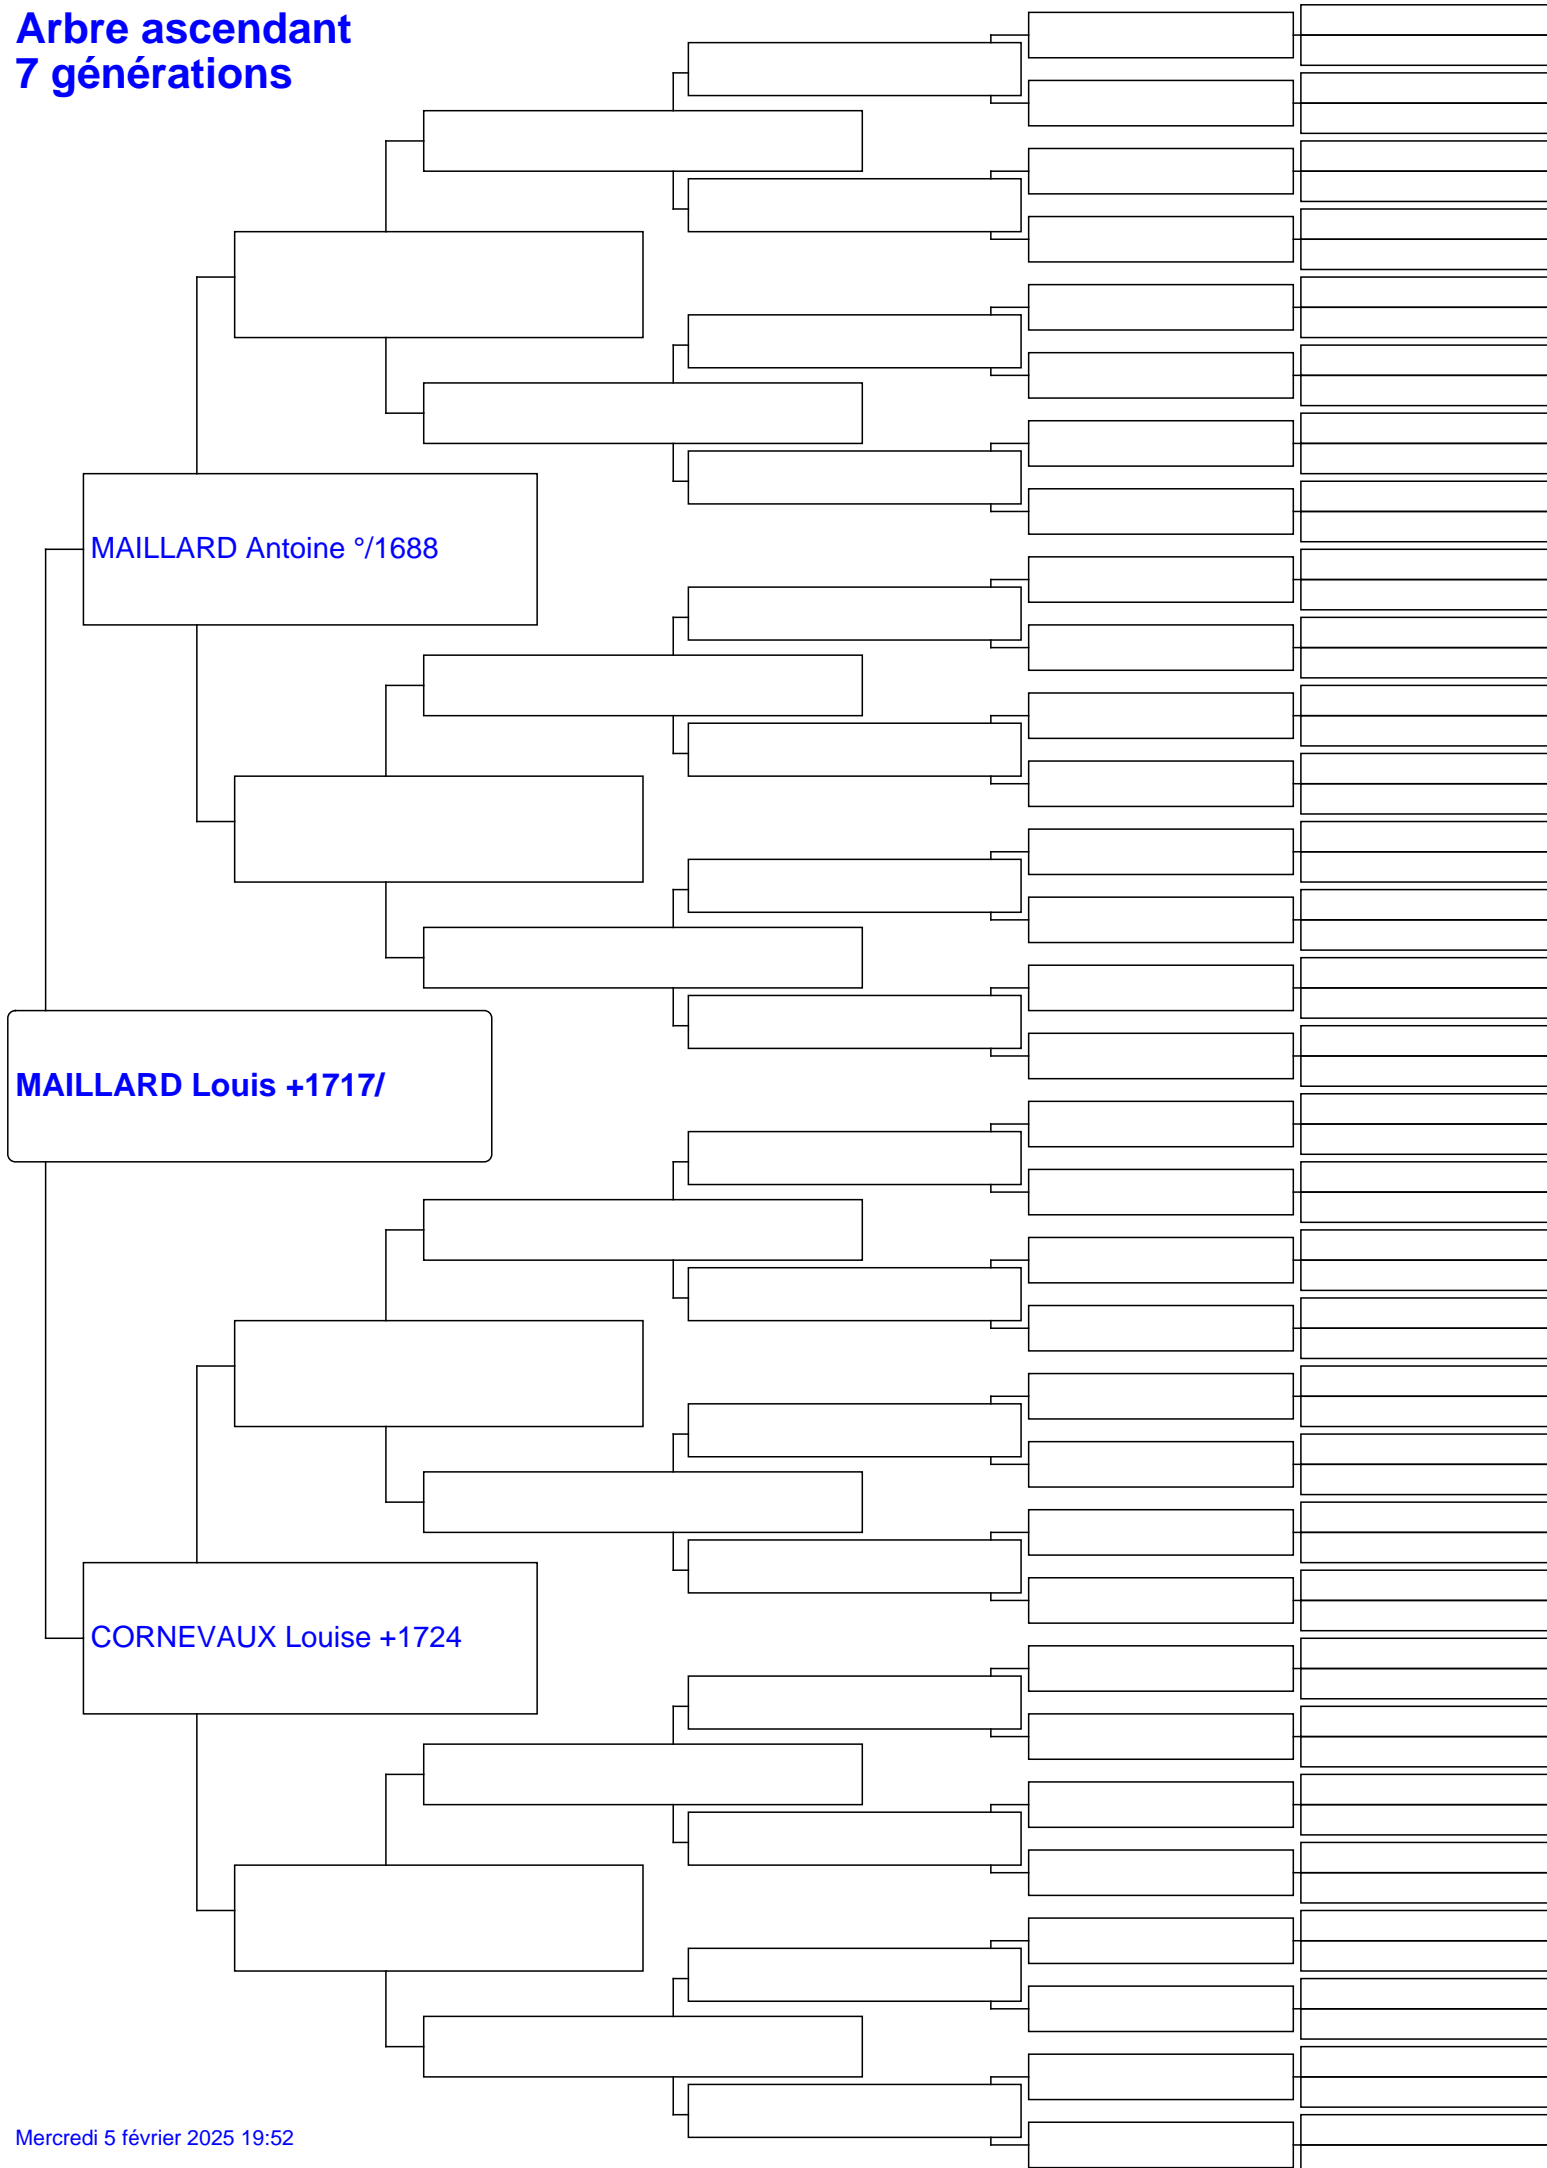 Arbre ascendant
7 générations
MAILLARD Antoine °/1688
MAILLARD Louis +1717/
CORNEVAUX Louise +1724
Mercredi 5 février 2025 19:52